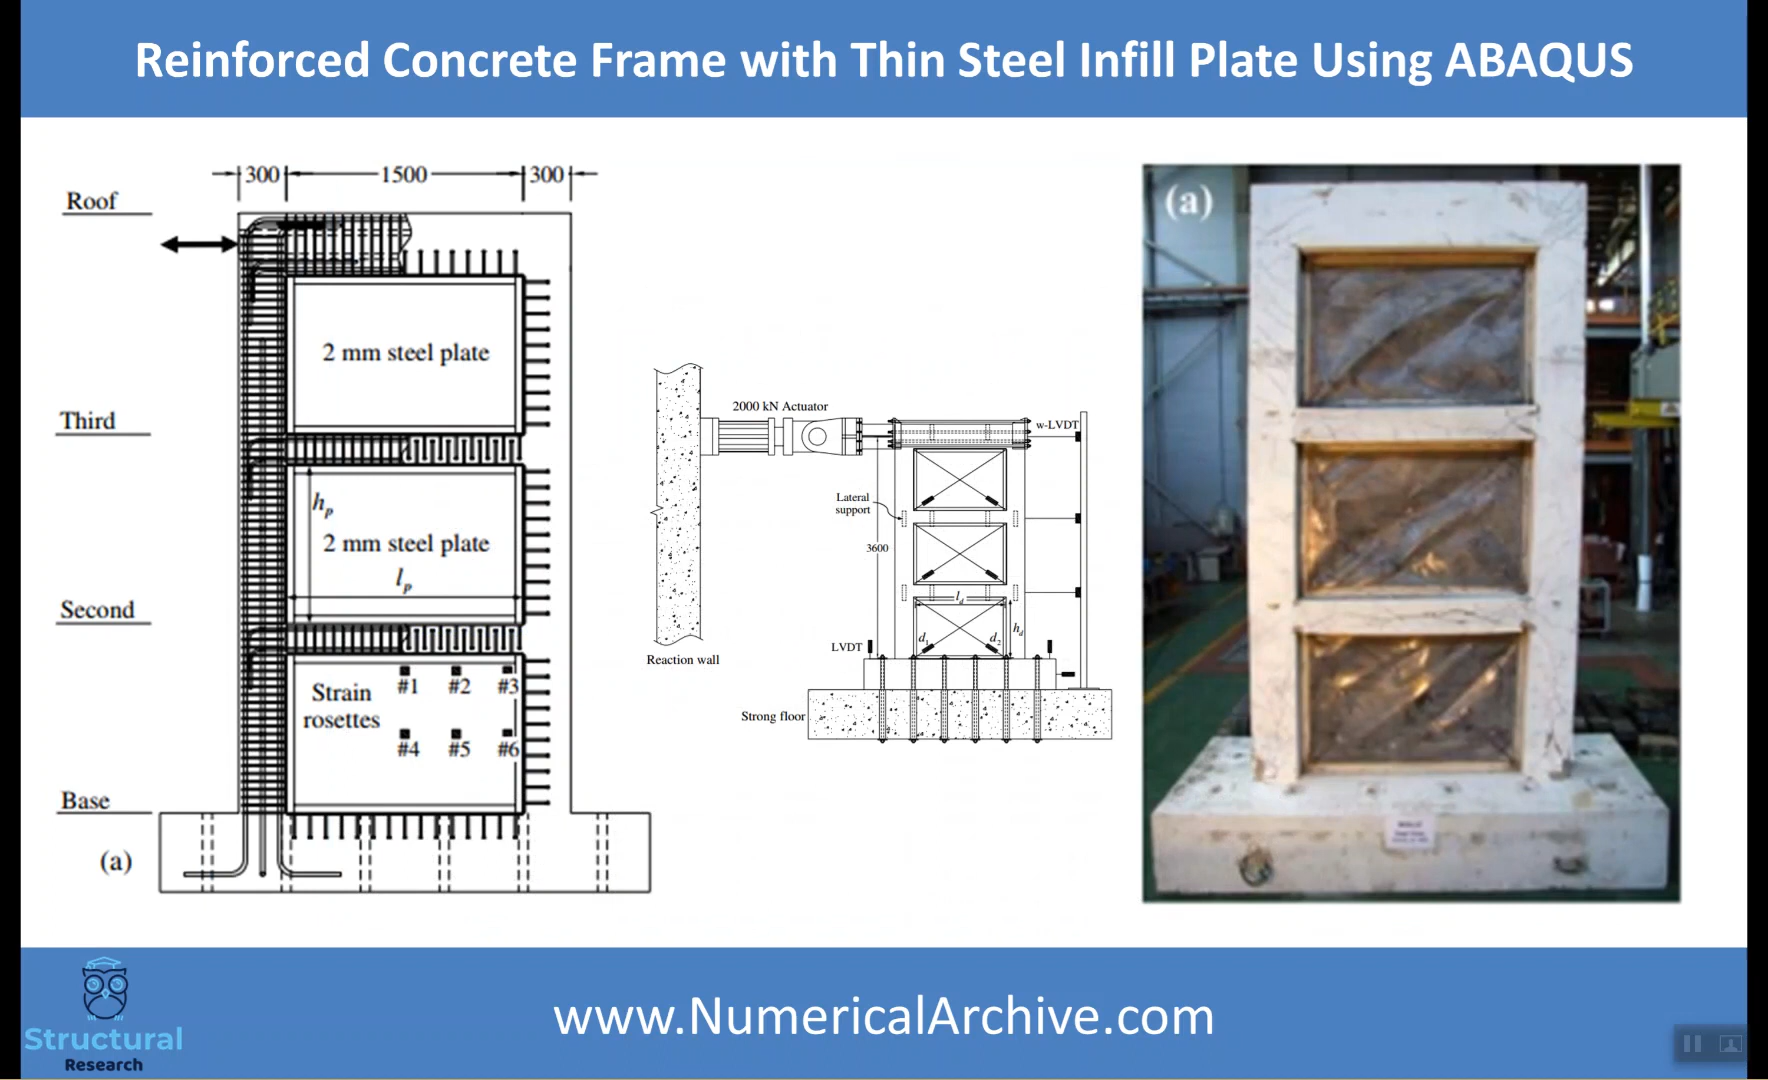 Reinforced Concrete Frame with Thin Steel Infill Plate Using ABAQUS
300
1500
300
Roof
2 mm steel plate
Third
hp
2 mm steel plate
lp
Second
Strain
rosettes
#1
#2
#3
#4
#5
#6
Base
(a)
2000 kN Actuator
w-LVDT
Lateral
support
3600
ld
hd
d1
d2
LVDT
Reaction wall
Strong floor
(a)
Structural
Research
www.NumericalArchive.com